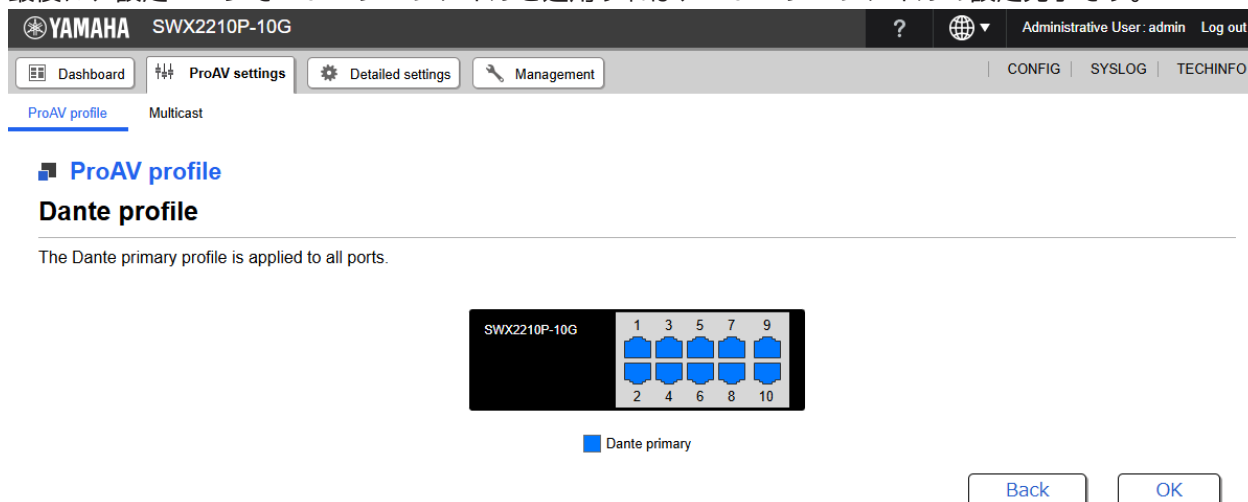 YAMAHA SWX2210P-10G ? Administrative User: admin Log out
Dashboard ProAV settings Detailed settings Management CONFIG SYSLOG TECHINFO
ProAV profile Multicast
ProAV profile
Dante profile
The Dante primary profile is applied to all ports.
SWX2210P-10G
1 3 5 7 9
2 4 6 8 10
Dante primary
Back OK